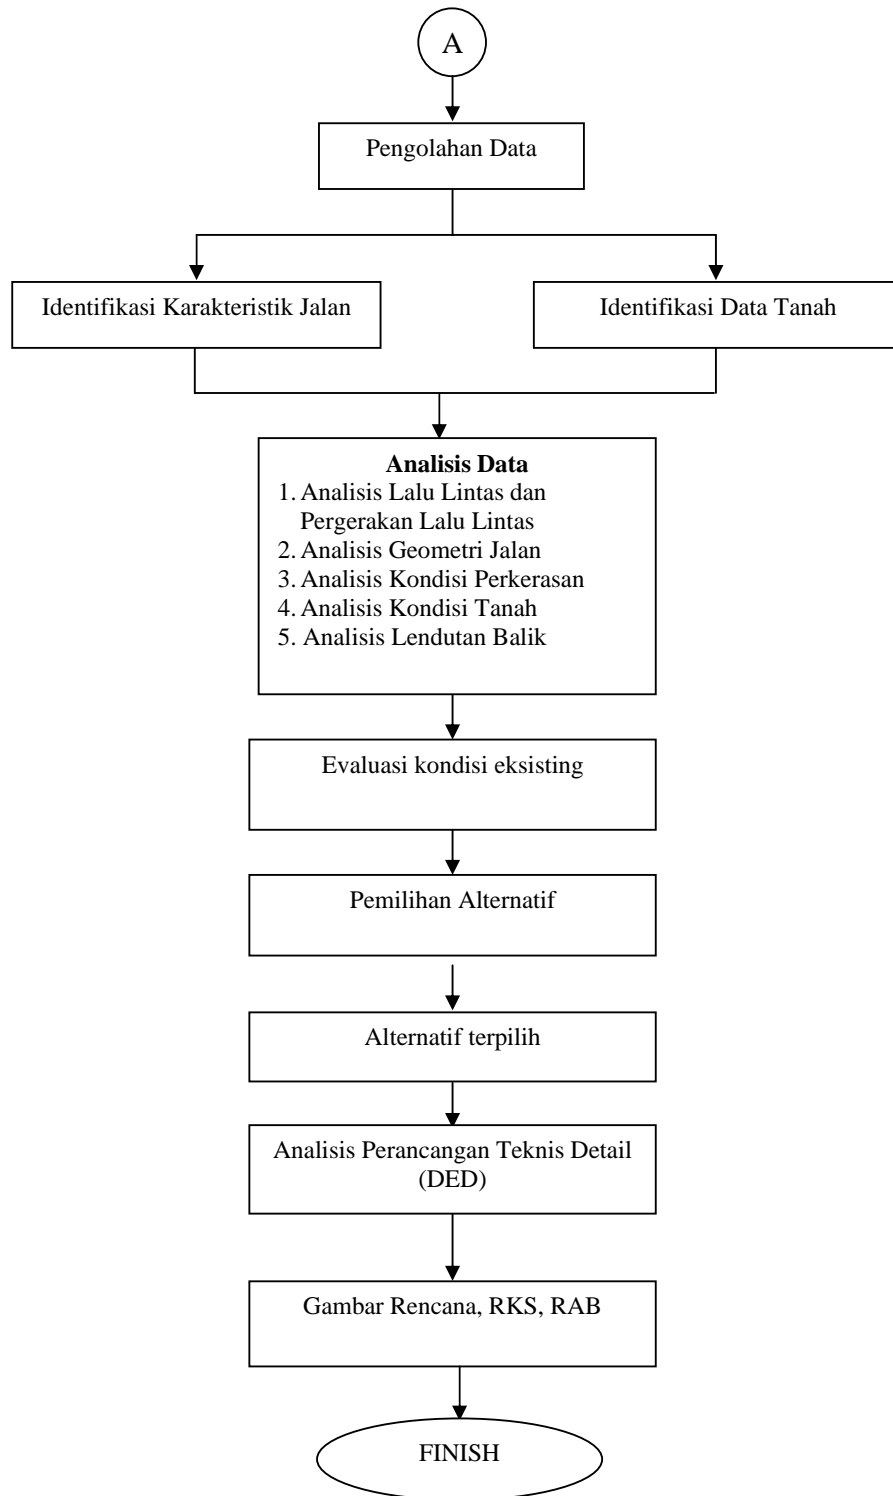 A
Pengolahan Data
Identifikasi Karakteristik Jalan
Identifikasi Data Tanah
Analisis Data
1. Analisis Lalu Lintas dan
Pergerakan Lalu Lintas
2. Analisis Geometri Jalan
3. Analisis Kondisi Perkerasan
4. Analisis Kondisi Tanah
5. Analisis Lendutan Balik
Evaluasi kondisi eksisting
Pemilihan Alternatif
Alternatif terpilih
Analisis Perancangan Teknis Detail
(DED)
Gambar Rencana, RKS, RAB
FINISH